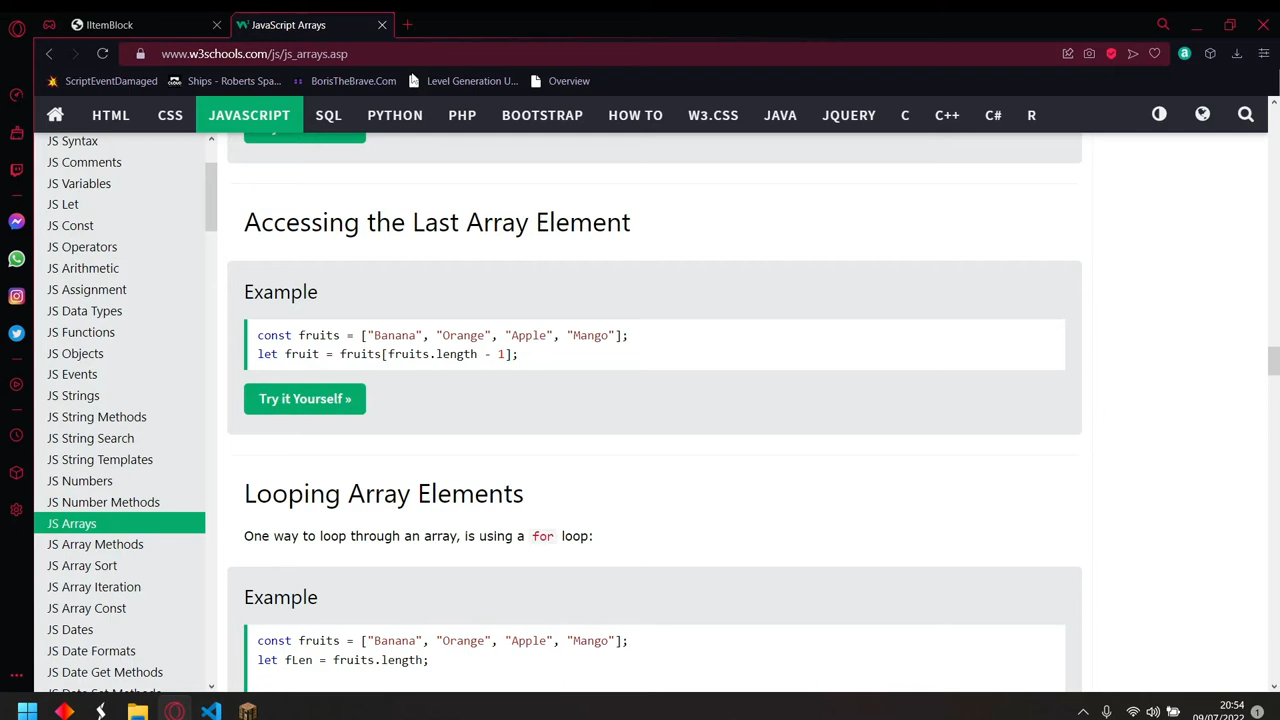 IItemBlock
JavaScript Arrays
www.w3schools.com/js/js_arrays.asp
ScriptEventDamaged
Ships - Roberts Spa...
BorisTheBrave.Com
Level Generation U...
Overview
HTML
CSS
JAVASCRIPT
SQL
PYTHON
PHP
BOOTSTRAP
HOW TO
W3.CSS
JAVA
JQUERY
C
C++
C#
R
JS Syntax
JS Comments
JS Variables
JS Let
JS Const
JS Operators
JS Arithmetic
JS Assignment
JS Data Types
JS Functions
JS Objects
JS Events
JS Strings
JS String Methods
JS String Search
JS String Templates
JS Numbers
JS Number Methods
JS Arrays
JS Array Methods
JS Array Sort
JS Array Iteration
JS Array Const
JS Dates
JS Date Formats
JS Date Get Methods
JS Date Set Methods
Accessing the Last Array Element
Example
const fruits = ["Banana", "Orange", "Apple", "Mango"];
let fruit = fruits[fruits.length - 1];
Try it Yourself »
Looping Array Elements
One way to loop through an array, is using a for loop:
Example
const fruits = ["Banana", "Orange", "Apple", "Mango"];
let fLen = fruits.length;
20:54
09/07/2022
1